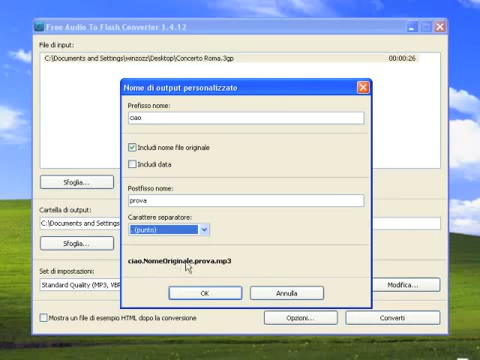 Free Audio To Flash Converter 1.4.12
File di input:
C:\Documents and Settings\winzozz\Desktop\Concerto Roma.3gp 00:00:26
Nome di output personalizzato
Prefisso nome:
ciao
Includi nome file originale
Includi data
Sfoglia...
Postfisso nome:
prova
Cartella di output:
C:\Documents and Settings
Carattere separatore:
. (punto)
Sfoglia...
ciao.NomeOriginale.prova.mp3
Set di impostazioni:
Standard Quality (MP3, VBR
Modifica...
OK
Annulla
Mostra un file di esempio HTML dopo la conversione
Opzioni...
Converti